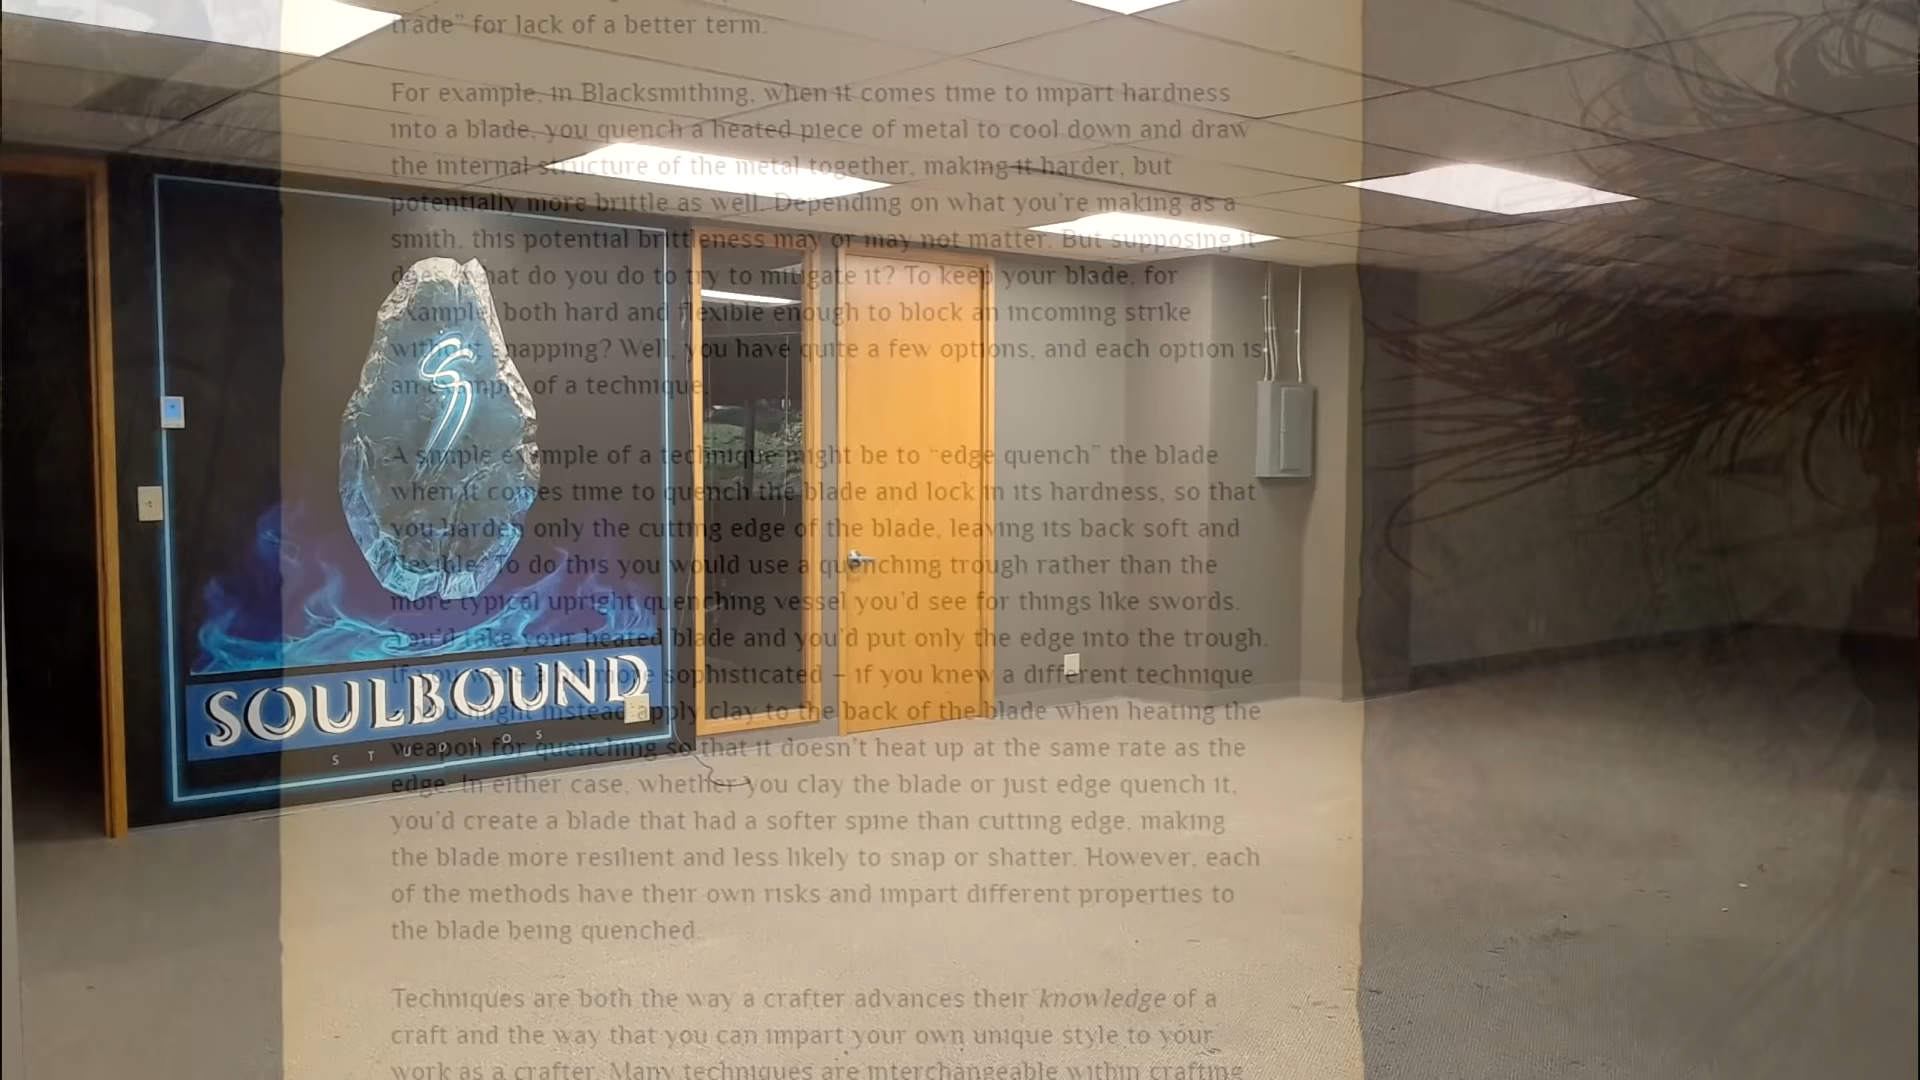 trade" for lack of a better term.
For example, in Blacksmithing, when it comes time to impart hardness
into a blade, you quench a heated piece of metal to cool down and draw
the internal structure of the metal together, making it harder, but
potentially more brittle as well. Depending on what you're making as a
smith, this potential brittleness may or may not matter. But supposing it
does, what do you do to try to mitigate it? To keep your blade, for
example, both hard and flexible enough to block an incoming strike
without snapping? Well, you have quite a few options, and each option is
an example of a technique.
A simple example of a technique might be to "edge quench" the blade
when it comes time to quench the blade and lock in its hardness, so that
you harden only the cutting edge of the blade, leaving its back soft and
flexible. To do this you would use a quenching trough rather than the
more typical upright quenching vessel you'd see for things like swords.
You'd take your heated blade and you'd put only the edge into the trough.
If you were a bit more sophisticated – if you knew a different technique
– you might instead apply clay to the back of the blade when heating the
weapon for quenching so that it doesn't heat up at the same rate as the
edge. In either case, whether you clay the blade or just edge quench it,
you'd create a blade that had a softer spine than cutting edge, making
the blade more resilient and less likely to snap or shatter. However, each
of the methods have their own risks and impart different properties to
the blade being quenched.
Techniques are both the way a crafter advances their knowledge of a
craft and the way that you can impart your own unique style to your
work as a crafter. Many techniques are interchangeable within crafting
SOULBOUND
STUDIOS